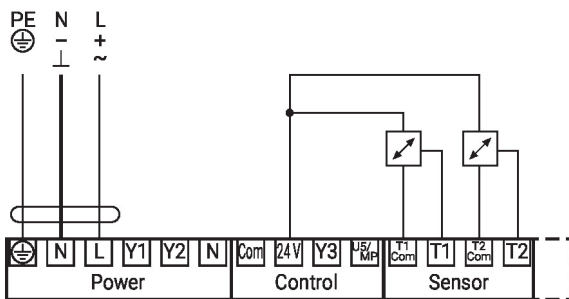 PE N L
− +
⊥ ~
N L Y1 Y2 N Com 24V Y3 U5/MP T1 Com T1 T2 Com T2
Power Control Sensor